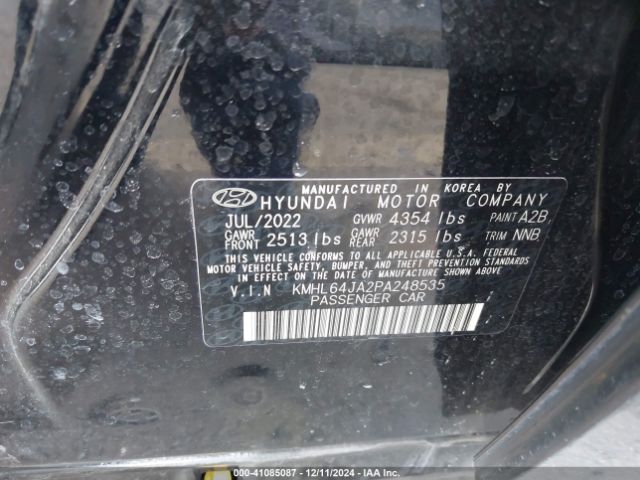 MANUFACTURED IN KOREA BY
HYUNDAI MOTOR COMPANY
JUL/2022 GVWR 4354 lbs PAINT A2B
GAWR FRONT 2513 lbs GAWR REAR 2315 lbs TRIM NNB
THIS VEHICLE CONFORMS TO ALL APPLICABLE U.S.A. FEDERAL
MOTOR VEHICLE SAFETY, BUMPER, AND THEFT PREVENTION STANDARDS
IN EFFECT ON THE DATE OF MANUFACTURE SHOWN ABOVE.
V.I.N KMHL64JA2PA248535
PASSENGER CAR
000-41085087 - 12/11/2024 - IAA Inc.